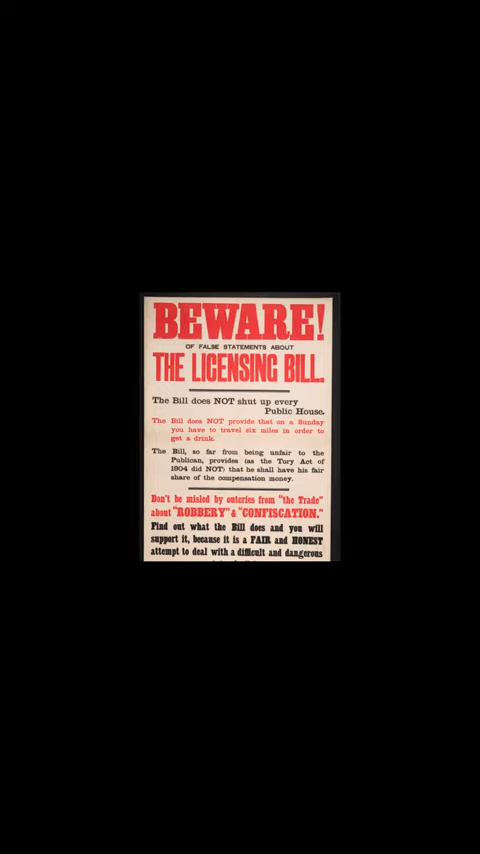 BEWARE!
OF FALSE STATEMENTS ABOUT
THE LICENSING BILL.
The Bill does NOT shut up every
Public House.
The Bill does NOT provide that on a Sunday
you have to travel six miles in order to
get a drink.
The Bill, so far from being unfair to the
Publican, provides (as the Tory Act of
1904 did NOT) that he shall have his fair
share of the compensation money.
Don't be misled by outcries from "the Trade"
about "ROBBERY" & "CONFISCATION."
Find out what the Bill does and you will
support it, because it is a FAIR and HONEST
attempt to deal with a difficult and dangerous